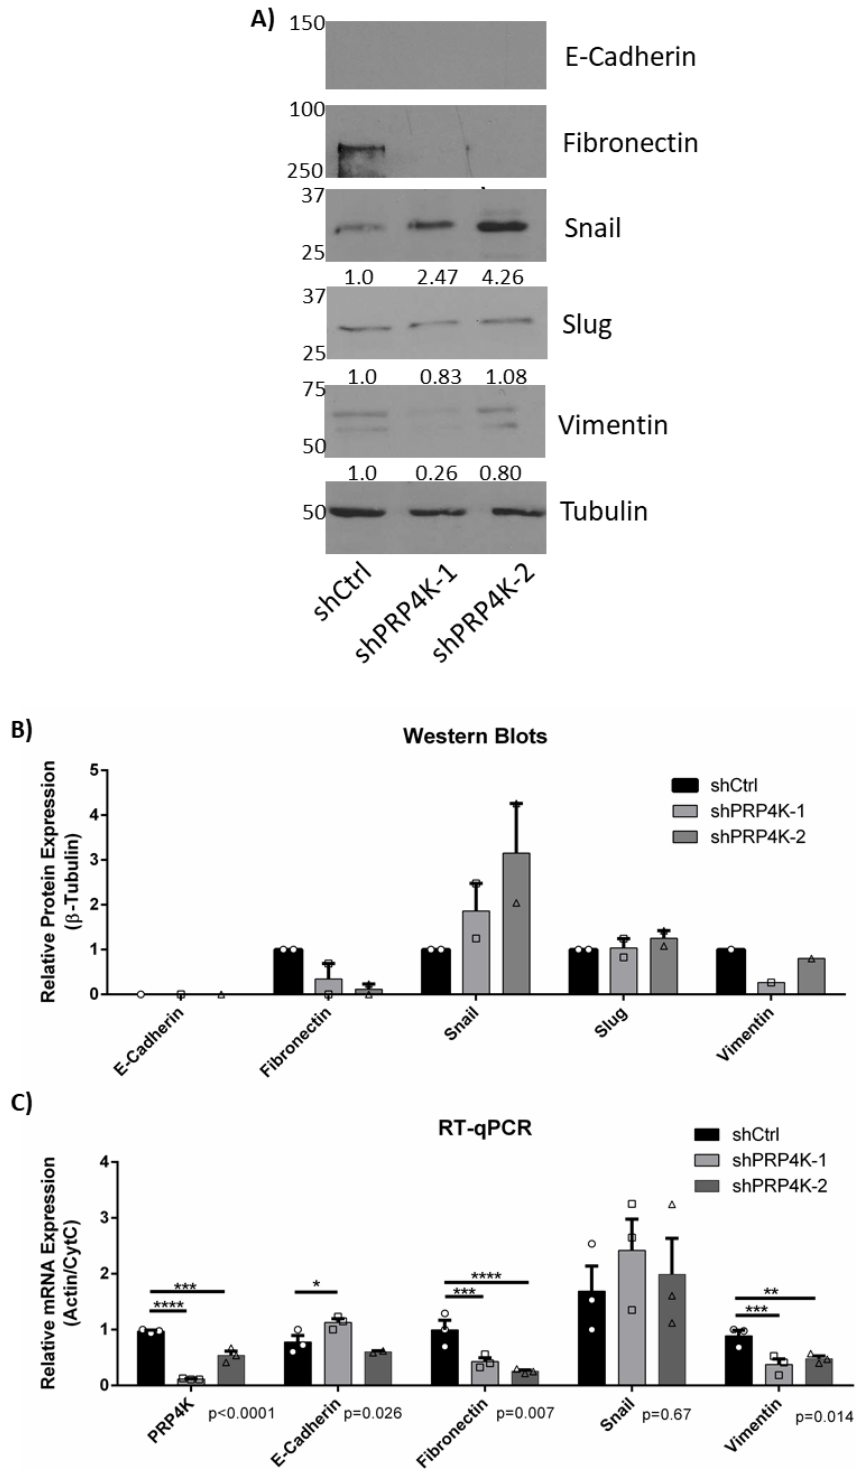 A)
150
E-Cadherin
100
Fibronectin
250
37
Snail
25
1.0 2.47 4.26
37
Slug
25
1.0 0.83 1.08
75
Vimentin
50
1.0 0.26 0.80
50 Tubulin
shCtrl shPRP4K-1 shPRP4K-2
B)
Western Blots
Relative Protein Expression
(β-Tubulin)
5
4
3
2
1
0
shCtrl
shPRP4K-1
shPRP4K-2
E-Cadherin Fibronectin Snail Slug Vimentin
C)
RT-qPCR
Relative mRNA Expression
(Actin/CytC)
4
3
2
1
0
shCtrl
shPRP4K-1
shPRP4K-2
***
****
*
****
***
**
***
PRP4K p<0.0001 E-Cadherin p=0.026 Fibronectin p=0.007 Snail p=0.67 Vimentin p=0.014